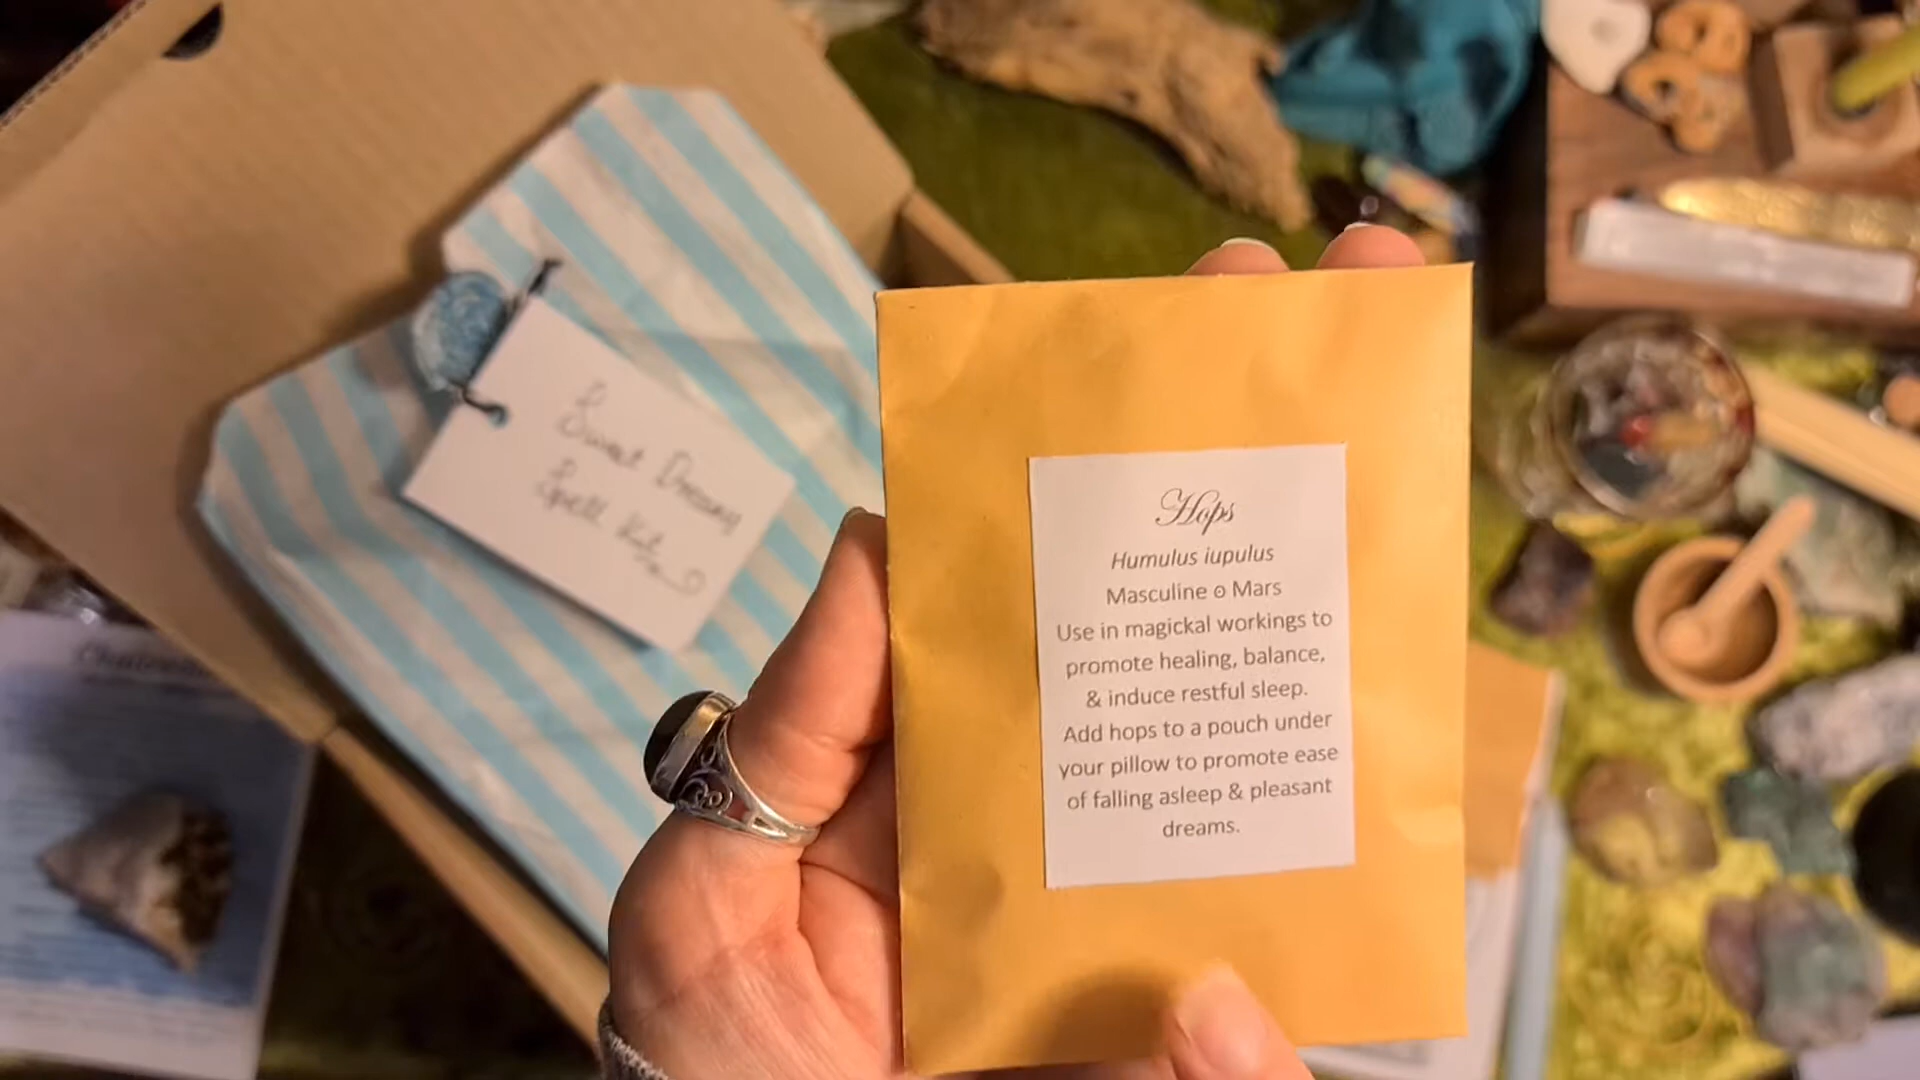 Sweet Dreams
Spell Kit
Hops
Humulus iupulus
Masculine ʘ Mars
Use in magickal workings to
promote healing, balance,
& induce restful sleep.
Add hops to a pouch under
your pillow to promote ease
of falling asleep & pleasant
dreams.